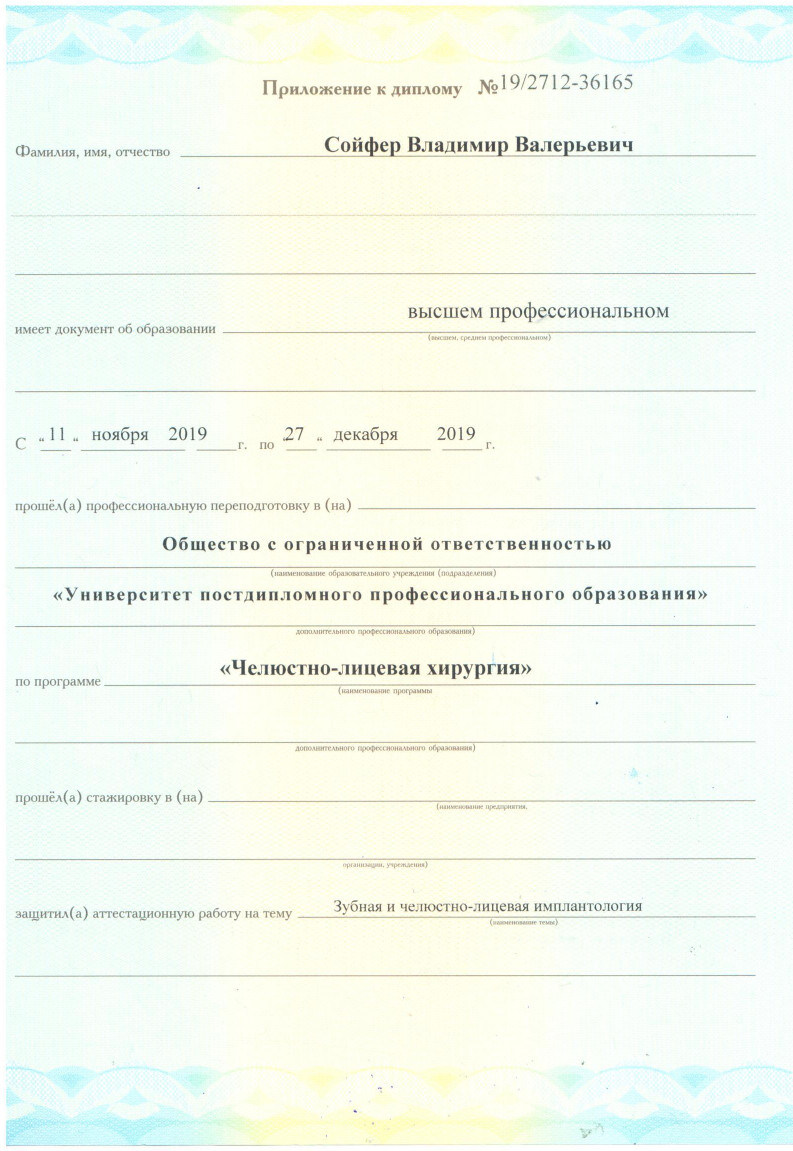 Приложение к диплому №19/2712-36165
Фамилия, имя, отчество Сойфер Владимир Валерьевич
имеет документ об образовании высшем профессиональном
(высшем, среднем профессиональном)
С „ 11 “ ноября 2019 г. по „27 “ декабря 2019 г.
прошёл(а) профессиональную переподготовку в (на)
Общество с ограниченной ответственностью
(наименование образовательного учреждения (подразделения)
«Университет постдипломного профессионального образования»
дополнительного профессионального образования)
по программе «Челюстно-лицевая хирургия»
(наименование программы
дополнительного профессионального образования)
прошёл(а) стажировку в (на)
(наименование предприятия,
организации, учреждения)
защитил(а) аттестационную работу на тему Зубная и челюстно-лицевая имплантология
(наименование темы)